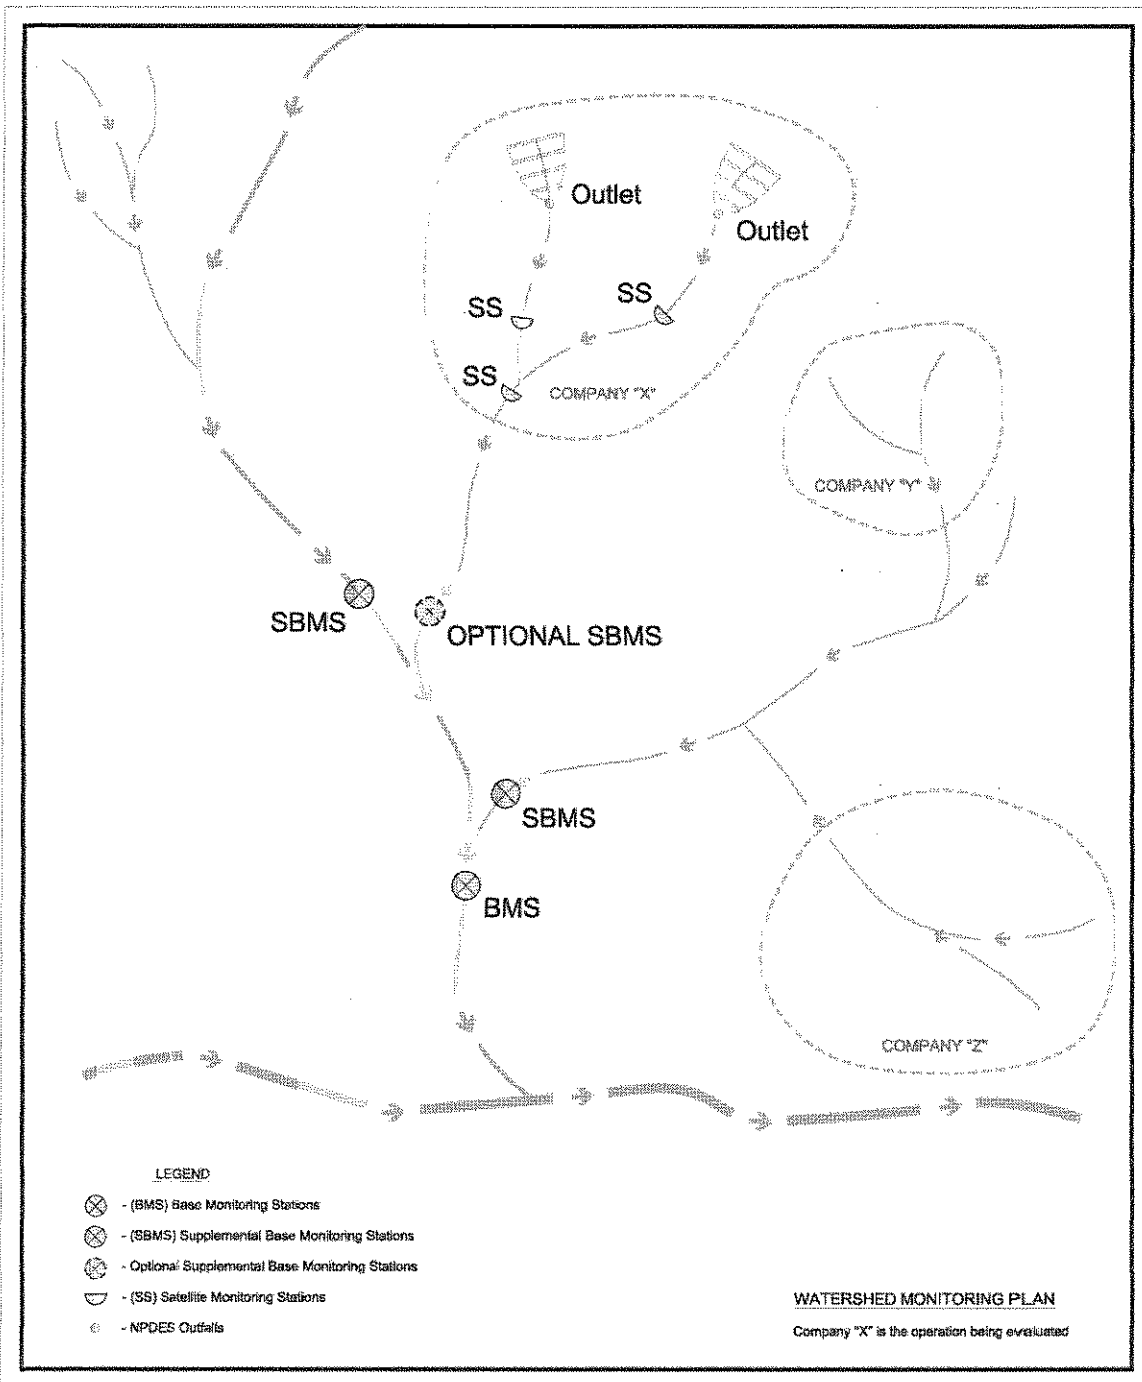 Outlet
Outlet
SS
SS
SS
COMPANY "X"
COMPANY "Y"
SBMS
OPTIONAL SBMS
SBMS
BMS
COMPANY "Z"
LEGEND
- (BMS) Base Monitoring Stations
- (SBMS) Supplemental Base Monitoring Stations
- Optional Supplemental Base Monitoring Stations
- (SS) Satellite Monitoring Stations
- NPDES Outfalls
WATERSHED MONITORING PLAN
Company "X" is the operation being evaluated